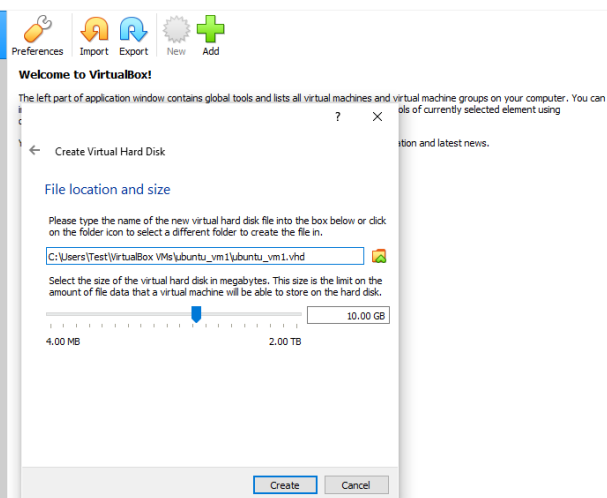 Preferences Import Export New Add
Welcome to VirtualBox!
The left part of application window contains global tools and lists all virtual machines and virtual machine groups on your computer. You can
ols of currently selected element using
ation and latest news.
? ×
← Create Virtual Hard Disk
File location and size
Please type the name of the new virtual hard disk file into the box below or click
on the folder icon to select a different folder to create the file in.
C:\Users\Test\VirtualBox VMs\ubuntu_vm1\ubuntu_vm1.vhd
Select the size of the virtual hard disk in megabytes. This size is the limit on the
amount of file data that a virtual machine will be able to store on the hard disk.
10.00 GB
4.00 MB 2.00 TB
Create Cancel